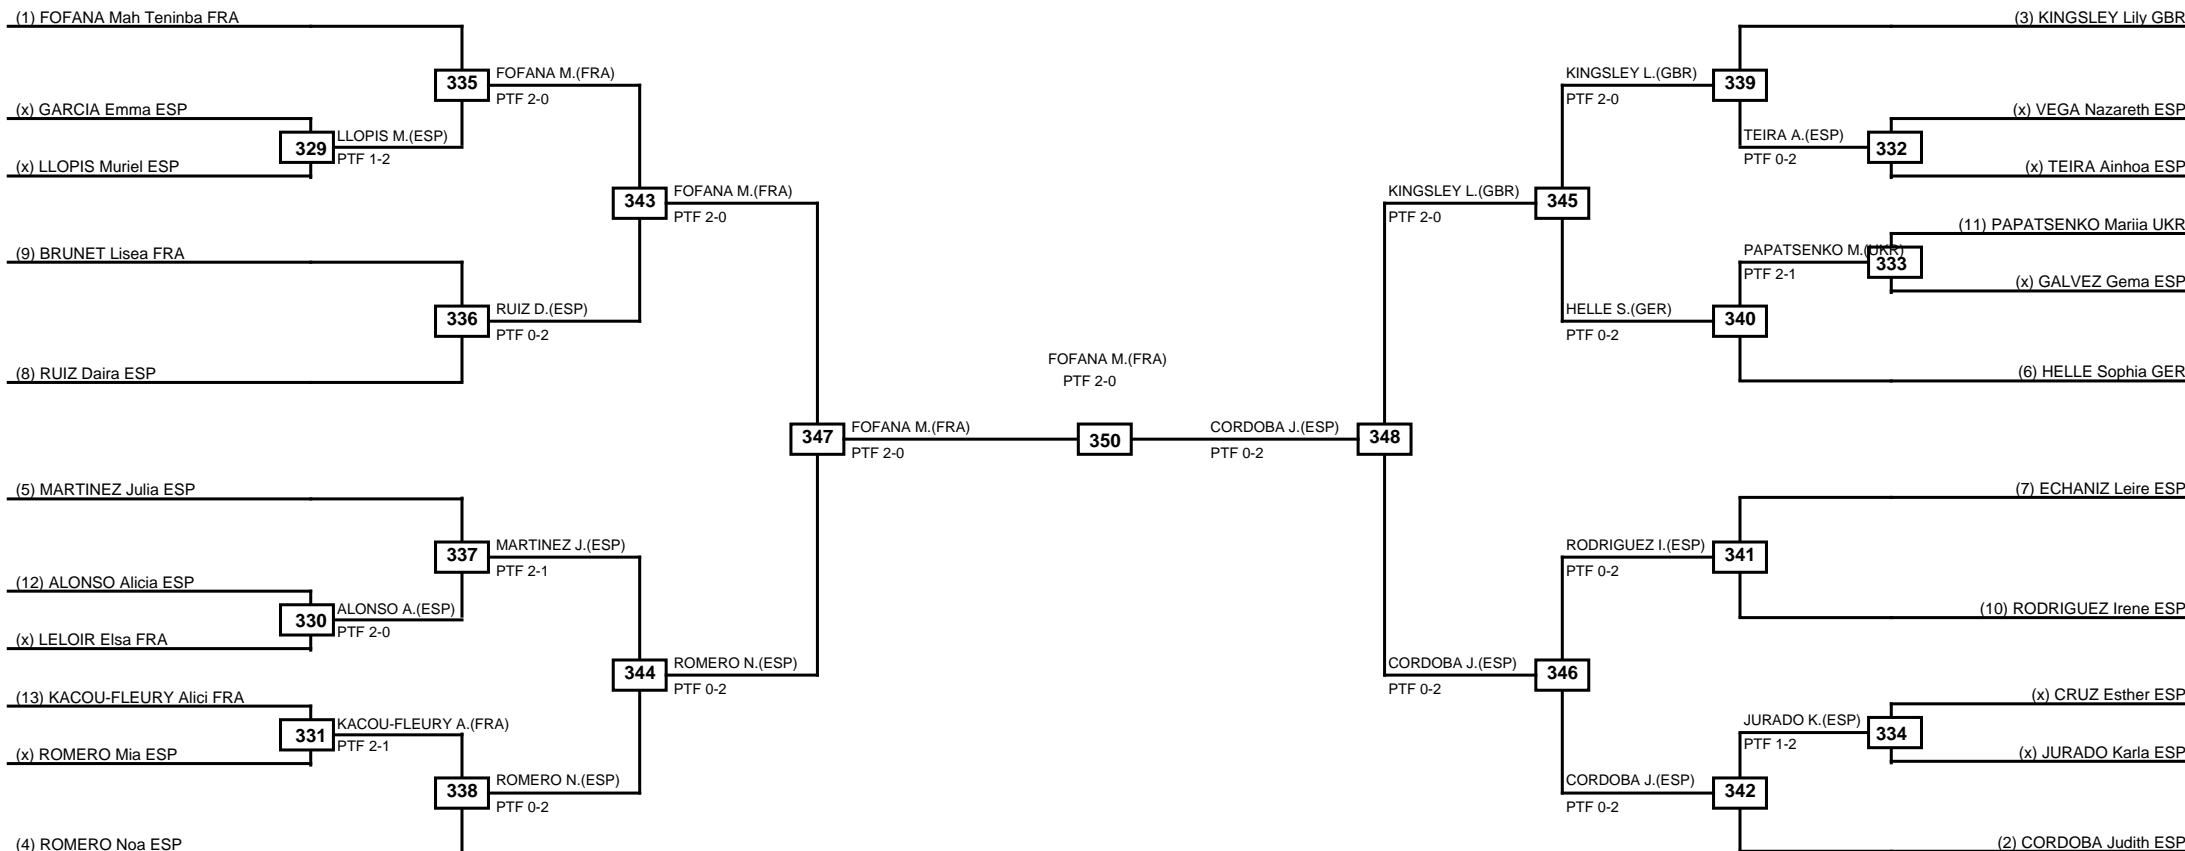 (1) FOFANA Mah Teninba FRA
335
FOFANA M.(FRA)
PTF 2-0
(x) GARCIA Emma ESP
329
LLOPIS M.(ESP)
PTF 1-2
(x) LLOPIS Muriel ESP
343
FOFANA M.(FRA)
PTF 2-0
(9) BRUNET Lisea FRA
336
RUIZ D.(ESP)
PTF 0-2
(8) RUIZ Daira ESP
347
FOFANA M.(FRA)
PTF 2-0
(5) MARTINEZ Julia ESP
337
MARTINEZ J.(ESP)
PTF 2-1
(12) ALONSO Alicia ESP
330
ALONSO A.(ESP)
PTF 2-0
(x) LELOIR Elsa FRA
344
ROMERO N.(ESP)
PTF 0-2
(13) KACOU-FLEURY Alici FRA
331
KACOU-FLEURY A.(FRA)
PTF 2-1
(x) ROMERO Mia ESP
338
ROMERO N.(ESP)
PTF 0-2
(4) ROMERO Noa ESP
FOFANA M.(FRA)
PTF 2-0
350
CORDOBA J.(ESP)
PTF 0-2
348
(3) KINGSLEY Lily GBR
KINGSLEY L.(GBR)
PTF 2-0
339
(x) VEGA Nazareth ESP
TEIRA A.(ESP)
PTF 0-2
332
(x) TEIRA Ainhoa ESP
KINGSLEY L.(GBR)
PTF 2-0
345
(11) PAPATSENKO Mariia UKR
PAPATSENKO M.(UKR)
PTF 2-1
333
(x) GALVEZ Gema ESP
HELLE S.(GER)
PTF 0-2
340
(6) HELLE Sophia GER
(7) ECHANIZ Leire ESP
RODRIGUEZ I.(ESP)
PTF 0-2
341
(10) RODRIGUEZ Irene ESP
CORDOBA J.(ESP)
PTF 0-2
346
(x) CRUZ Esther ESP
JURADO K.(ESP)
PTF 1-2
334
(x) JURADO Karla ESP
CORDOBA J.(ESP)
PTF 0-2
342
(2) CORDOBA Judith ESP